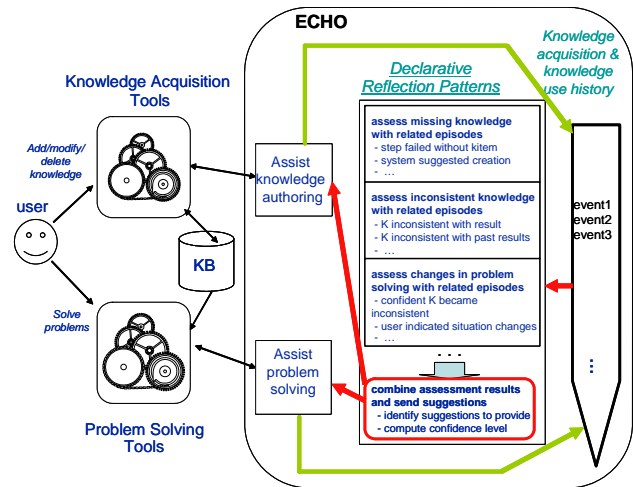 ECHO
Knowledge Acquisition
Tools
Add/modify/
delete
knowledge
user
Solve
problems
KB
Problem Solving
Tools
Assist
knowledge
authoring
Assist
problem
solving
Declarative
Reflection Patterns
assess missing knowledge
with related episodes
- step failed without kitem
- system suggested creation
- ...
assess inconsistent knowledge
with related episodes
- K inconsistent with result
- K inconsistent with past results
- ...
assess changes in problem
solving with related episodes
- confident K became
inconsistent
- user indicated situation changes
- ...
. . .
combine assessment results
and send suggestions
- identify suggestions to provide
- compute confidence level
Knowledge
acquisition &
knowledge
use history
event1
event2
event3
...